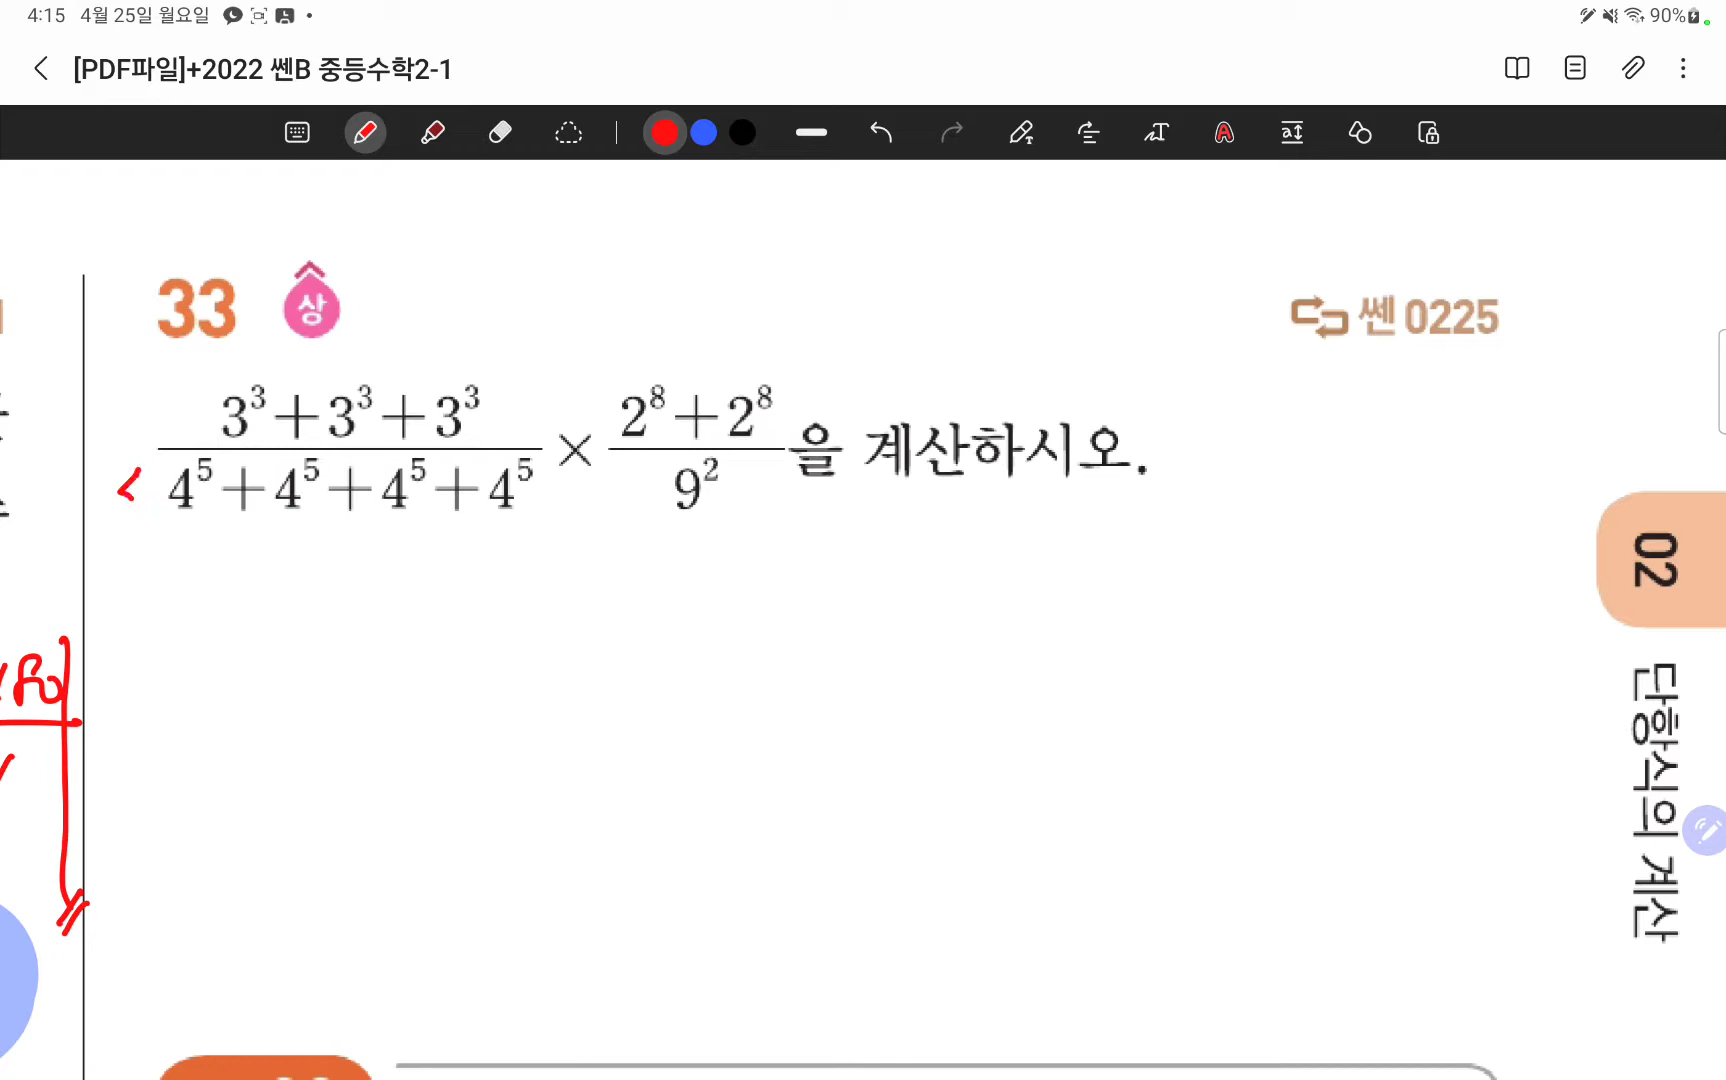 4:15 4월 25일 월요일
90%
[PDF파일]+2022 쎈B 중등수학2-1
33 상
쎈 0225
\frac{3^3+3^3+3^3}{4^5+4^5+4^5+4^5} × \frac{2^8+2^8}{9^2} 을 계산하시오.
02
단항식의 계산